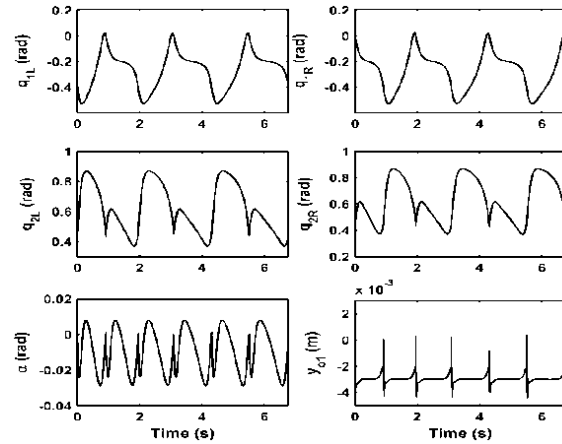 q1L (rad)
0.2
0
-0.2
-0.4
0 2 4 6
q1R (rad)
0.2
0
-0.2
-0.4
0 2 4 6
q2L (rad)
1
0.8
0.6
0.4
0 2 4 6
q2R (rad)
1
0.8
0.6
0.4
0.2
0 2 4 6
α (rad)
0.02
0
-0.02
-0.04
0 2 4 6
Time (s)
× 10⁻³
yo1 (m)
2
0
-2
-4
0 2 4 6
Time (s)